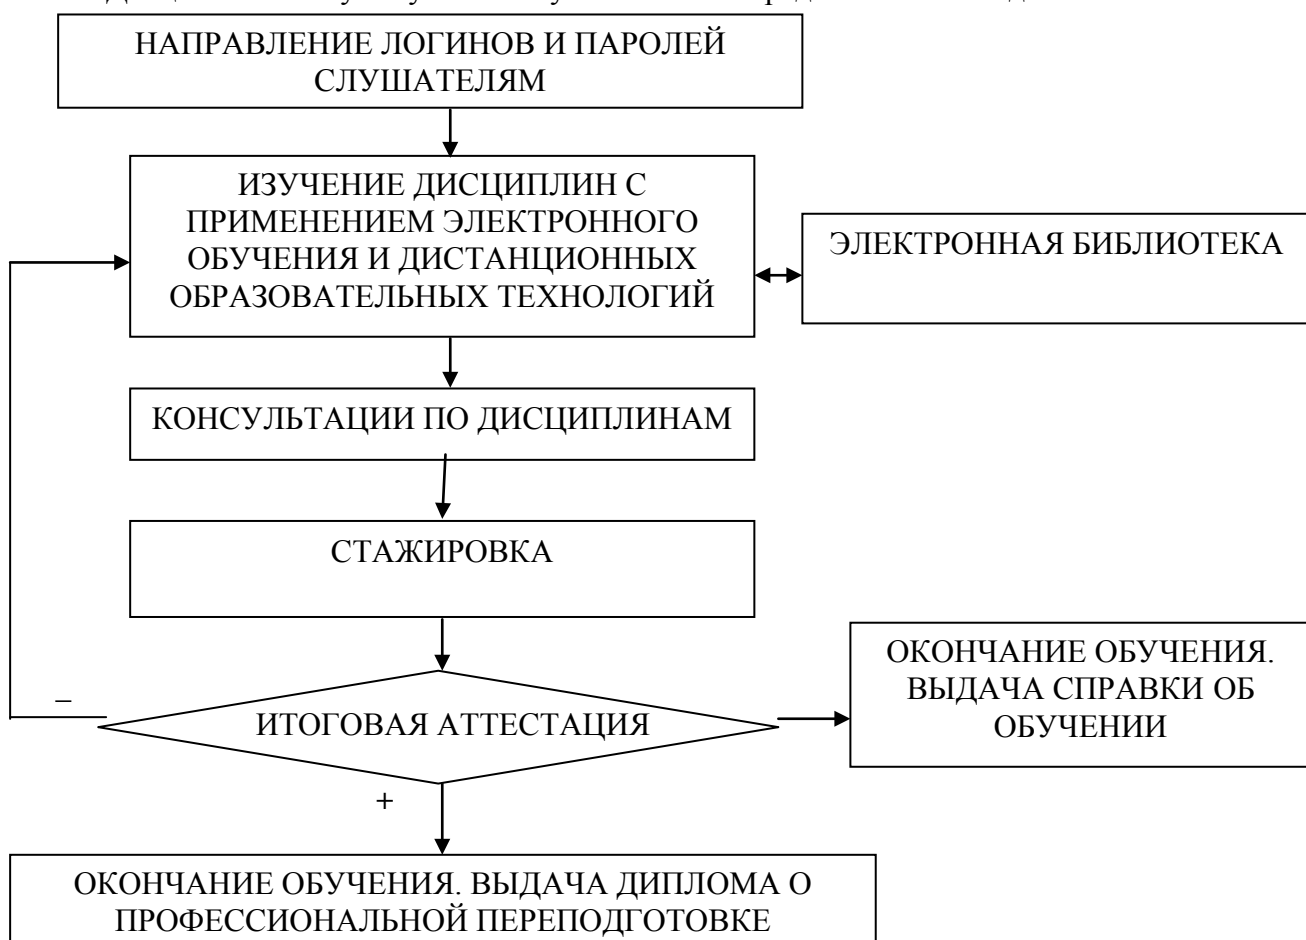 НАПРАВЛЕНИЕ ЛОГИНОВ И ПАРОЛЕЙ
СЛУШАТЕЛЯМ
ИЗУЧЕНИЕ ДИСЦИПЛИН С
ПРИМЕНЕНИЕМ ЭЛЕКТРОННОГО
ОБУЧЕНИЯ И ДИСТАНЦИОННЫХ
ОБРАЗОВАТЕЛЬНЫХ ТЕХНОЛОГИЙ
ЭЛЕКТРОННАЯ БИБЛИОТЕКА
КОНСУЛЬТАЦИИ ПО ДИСЦИПЛИНАМ
СТАЖИРОВКА
ОКОНЧАНИЕ ОБУЧЕНИЯ.
ВЫДАЧА СПРАВКИ ОБ
ОБУЧЕНИИ
–
ИТОГОВАЯ АТТЕСТАЦИЯ
+
ОКОНЧАНИЕ ОБУЧЕНИЯ. ВЫДАЧА ДИПЛОМА О
ПРОФЕССИОНАЛЬНОЙ ПЕРЕПОДГОТОВКЕ